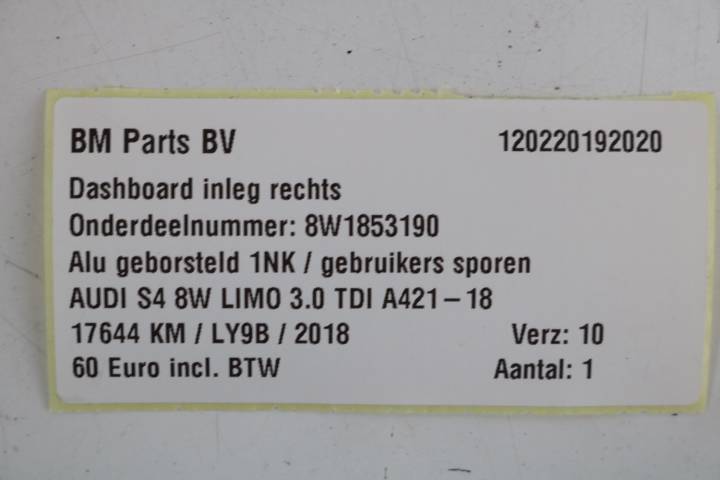 BM Parts BV 120220192020
Dashboard inleg rechts
Onderdeelnummer: 8W1853190
Alu geborsteld 1NK / gebruikers sporen
AUDI S4 8W LIMO 3.0 TDI A421-18
17644 KM / LY9B / 2018 Verz: 10
60 Euro incl. BTW Aantal: 1